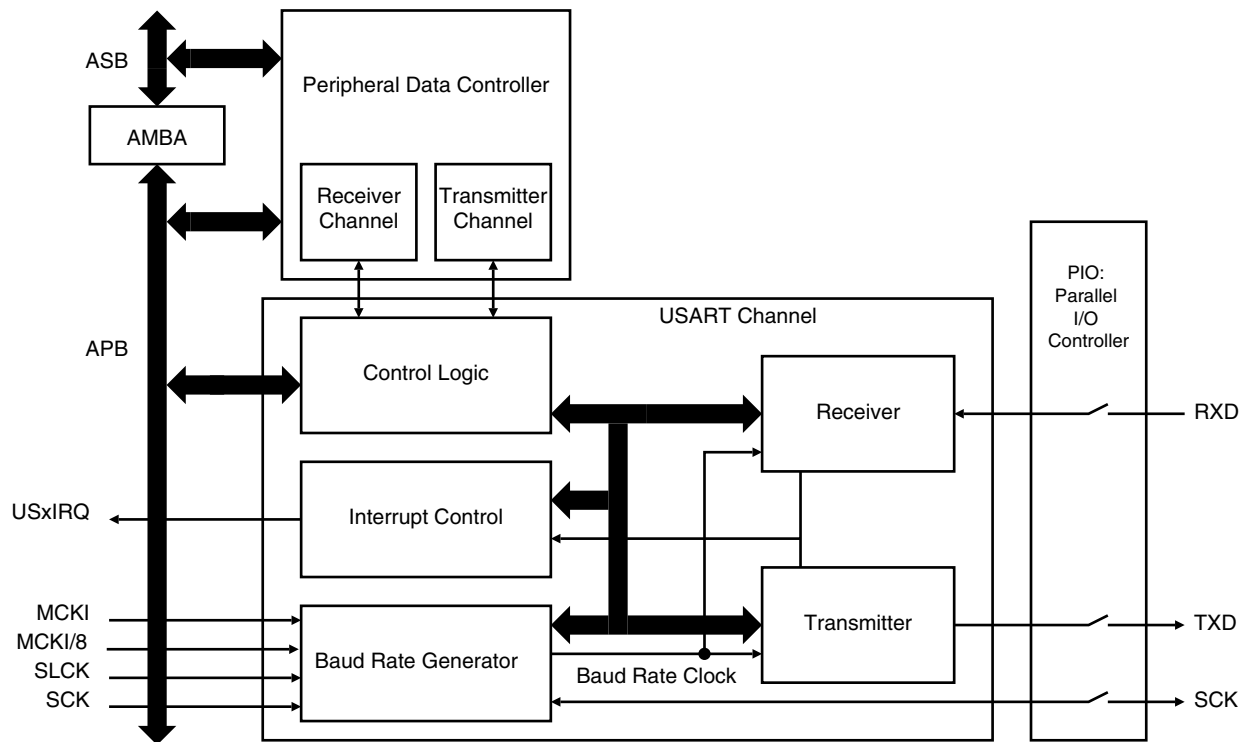 ASB
Peripheral Data Controller
AMBA
Receiver
Channel
Transmitter
Channel
PIO:
Parallel
I/O
Controller
USART Channel
APB
Control Logic
Receiver
RXD
USxIRQ
Interrupt Control
MCKI
MCKI/8
SLCK
SCK
Baud Rate Generator
Transmitter
TXD
Baud Rate Clock
SCK